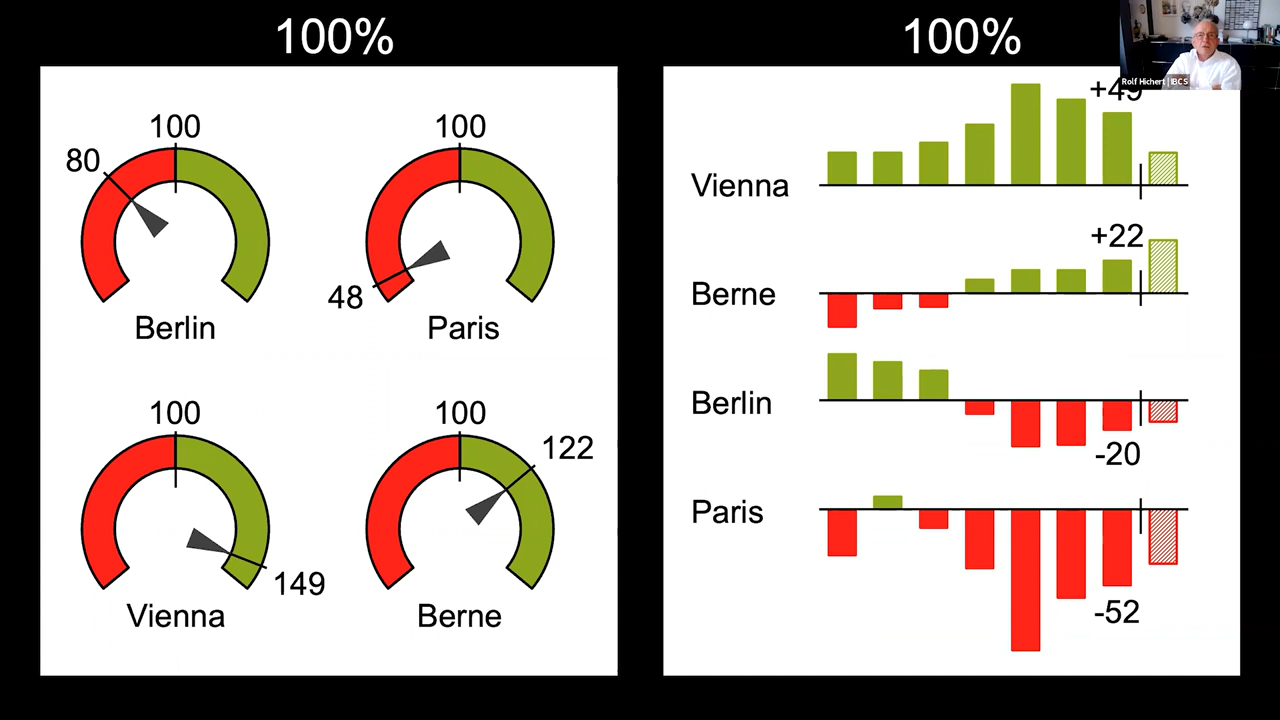 100%
100
80
Berlin
100
48
Paris
100
149
Vienna
100
122
Berne
100%
Rolf Hichert | IBCS
+49
Vienna
+22
Berne
Berlin
-20
Paris
-52